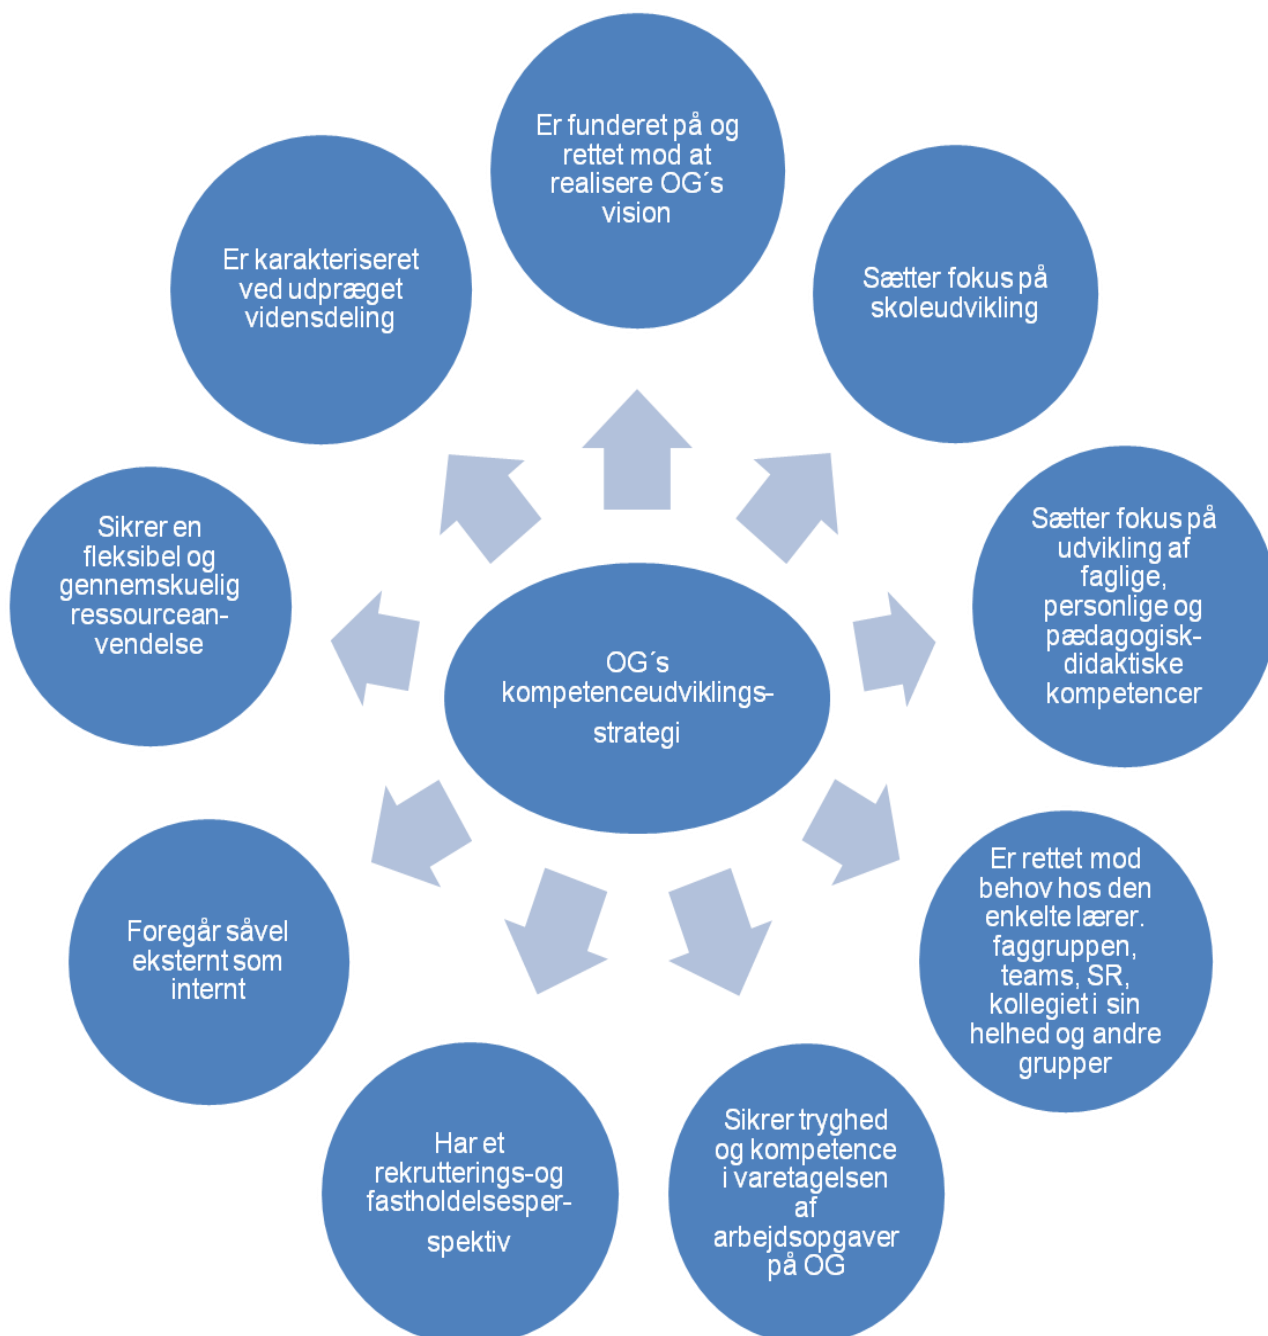 Er funderet på og
rettet mod at
realisere OG´s
vision
Sætter fokus på
skoleudvikling
Sætter fokus på
udvikling af
faglige,
personlige og
pædagogisk-
didaktiske
kompetencer
Er rettet mod
behov hos den
enkelte lærer.
faggruppen,
teams, SR,
kollegiet i sin
helhed og andre
grupper
Sikrer tryghed
og kompetence
i varetagelsen
af
arbejdsopgaver
på OG
Har et
rekrutterings-og
fastholdelsesper-
spektiv
Foregår såvel
eksternt som
internt
Sikrer en
fleksibel og
gennemskuelig
ressourcean-
vendelse
Er karakteriseret
ved udpræget
vidensdeling
OG´s
kompetenceudviklings-
strategi